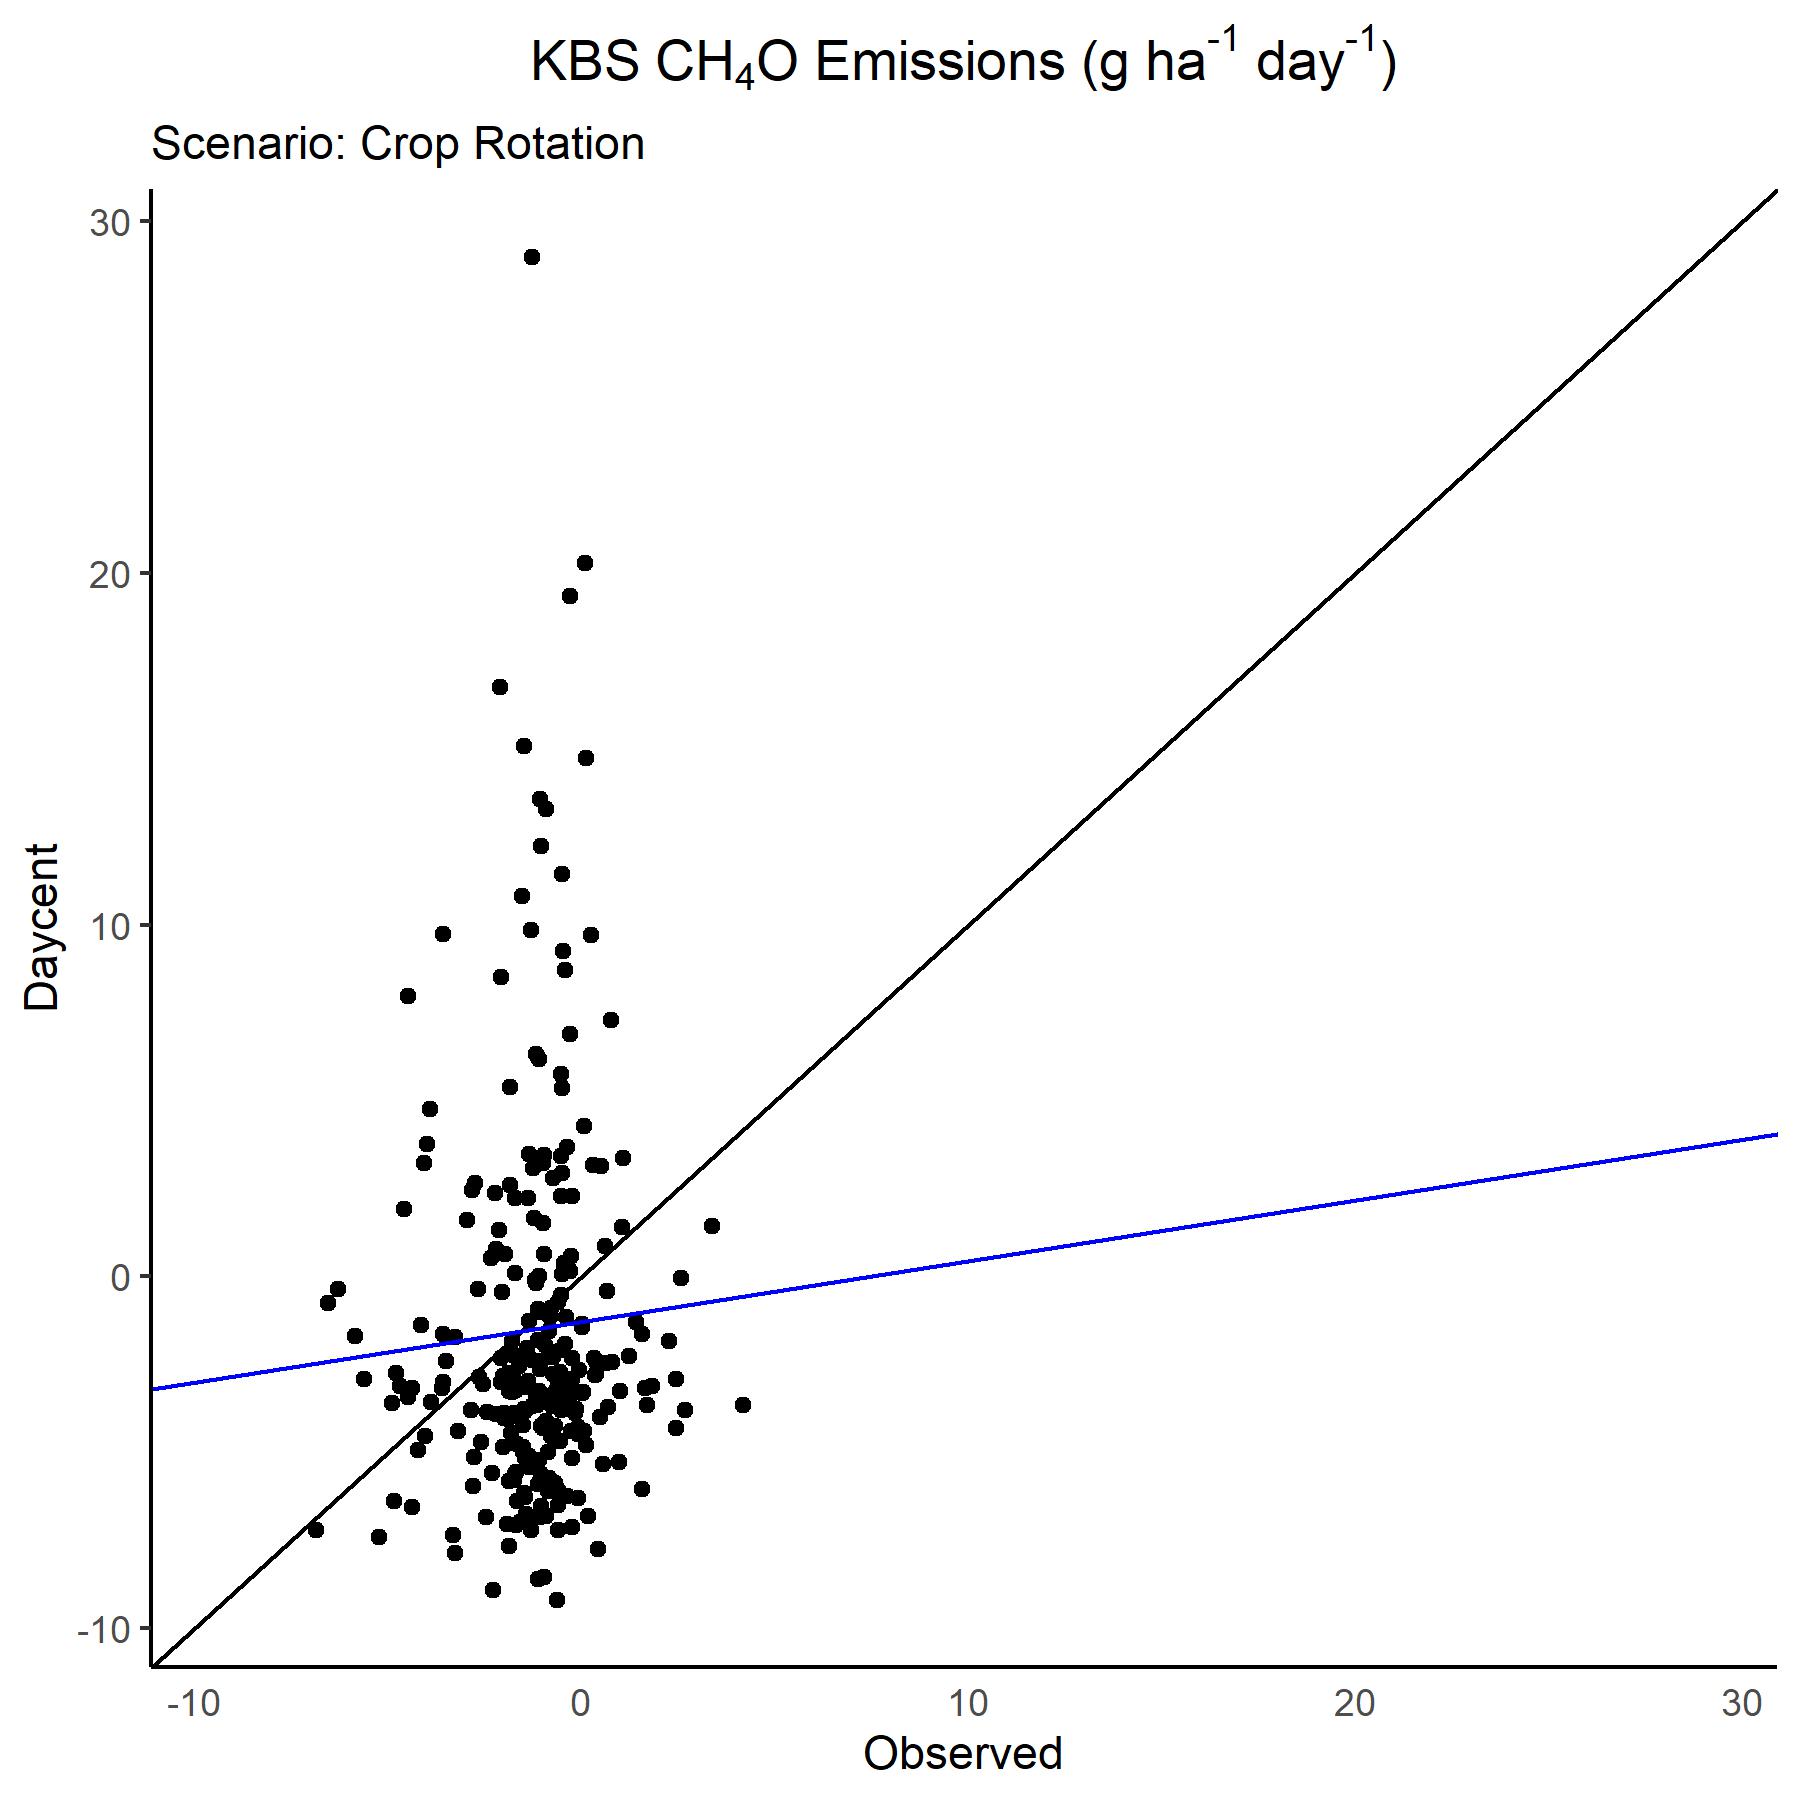 KBS CH₄O Emissions (g ha⁻¹ day⁻¹)
Scenario: Crop Rotation
30
20
10
0
-10
Daycent
-10 0 10 20 30
Observed